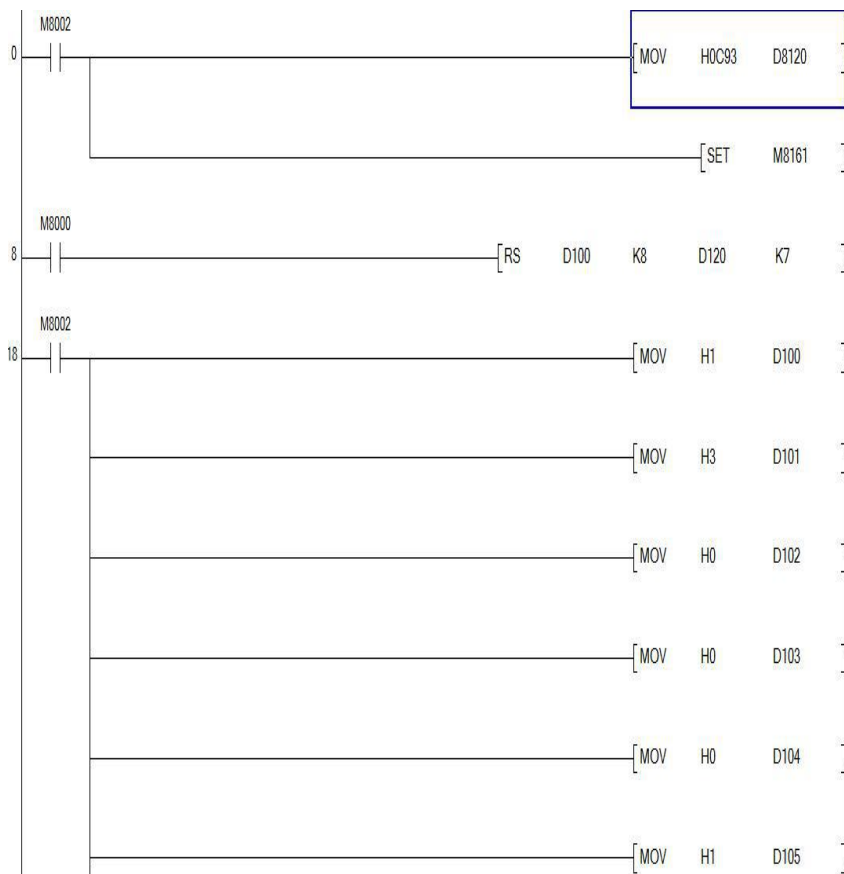 M8002
0 MOV H0C93 D8120
SET M8161
M8000
8 RS D100 K8 D120 K7
M8002
18 MOV H1 D100
MOV H3 D101
MOV H0 D102
MOV H0 D103
MOV H0 D104
MOV H1 D105